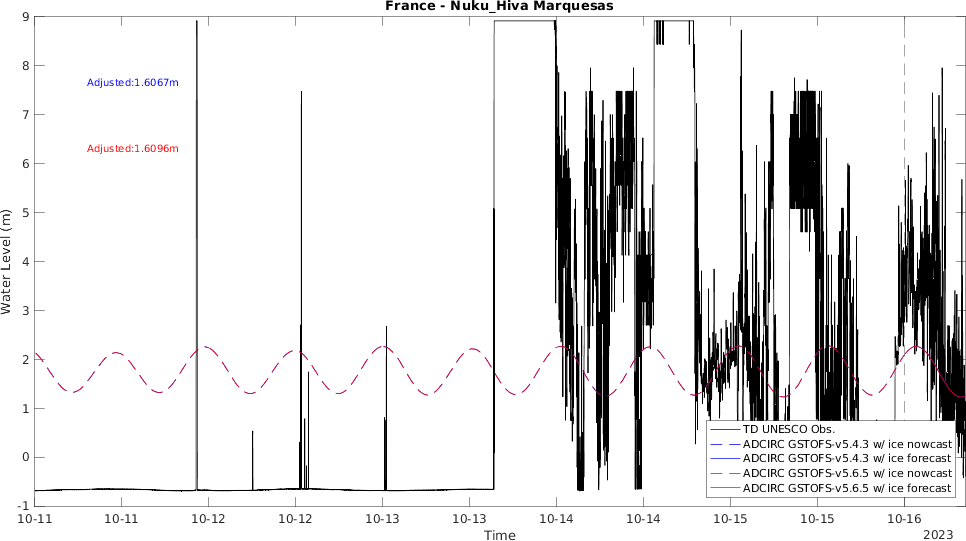 France - Nuku_Hiva Marquesas
9
8
7
6
5
4
3
2
1
0
-1
Water Level (m)
Adjusted:1.6067m
Adjusted:1.6096m
TD UNESCO Obs.
ADCIRC GSTOFS-v5.4.3 w/ ice nowcast
ADCIRC GSTOFS-v5.4.3 w/ ice forecast
ADCIRC GSTOFS-v5.6.5 w/ ice nowcast
ADCIRC GSTOFS-v5.6.5 w/ ice forecast
10-11 10-11 10-12 10-12 10-13 10-13 10-14 10-14 10-15 10-15 10-16
Time
2023